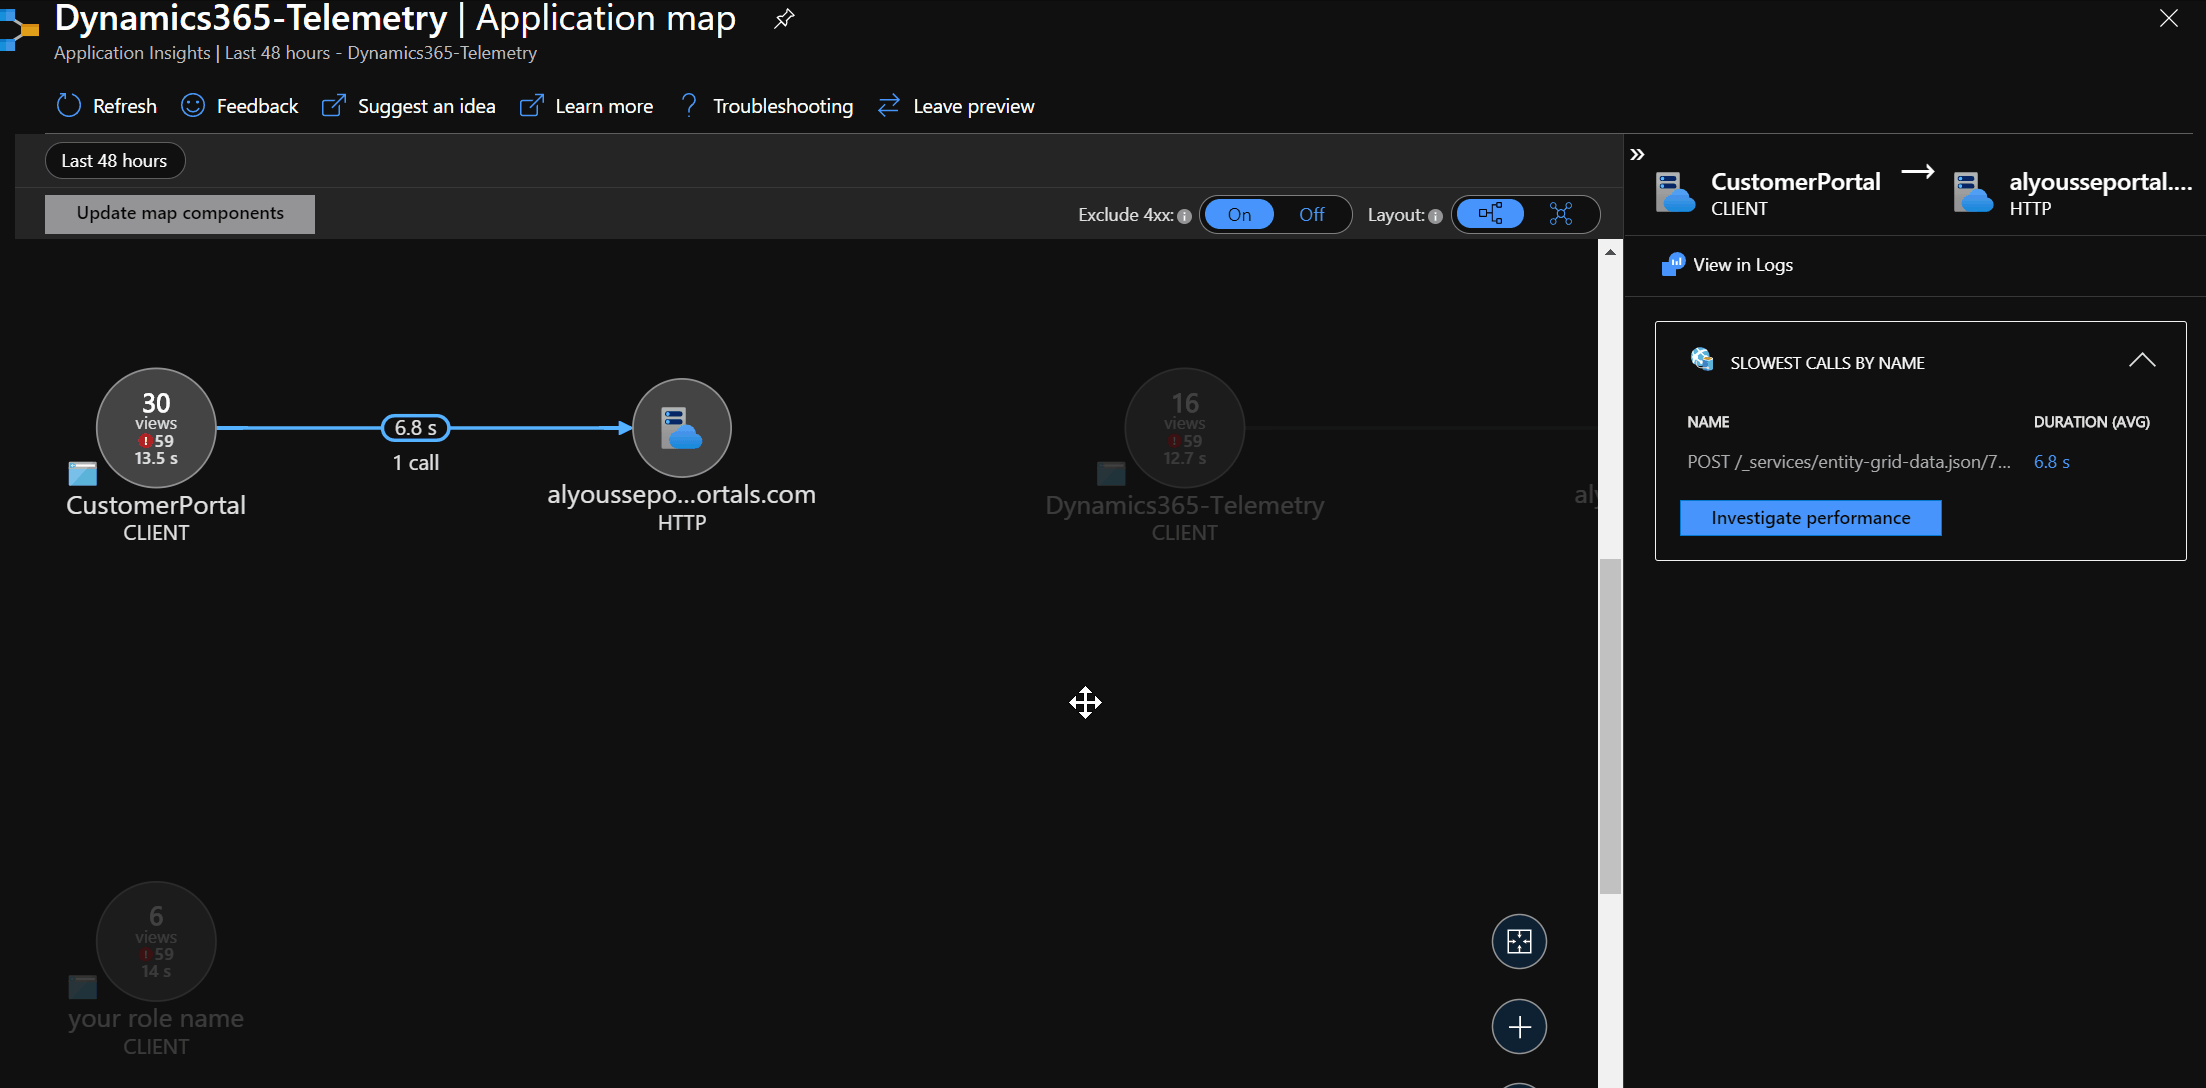 Dynamics365-Telemetry | Application map
Application Insights | Last 48 hours - Dynamics365-Telemetry
Refresh Feedback Suggest an idea Learn more ? Troubleshooting Leave preview
Last 48 hours
Update map components
Exclude 4xx: On Off Layout:
30
views
59
13.5 s
CustomerPortal
CLIENT
6.8 s
1 call
alyoussepo...ortals.com
HTTP
16
views
59
12.7 s
Dynamics365-Telemetry
CLIENT
aly
6
views
59
14 s
your role name
CLIENT
CustomerPortal
CLIENT
alyousseportal....
HTTP
View in Logs
SLOWEST CALLS BY NAME
NAME DURATION (AVG)
POST /_services/entity-grid-data.json/7... 6.8 s
Investigate performance